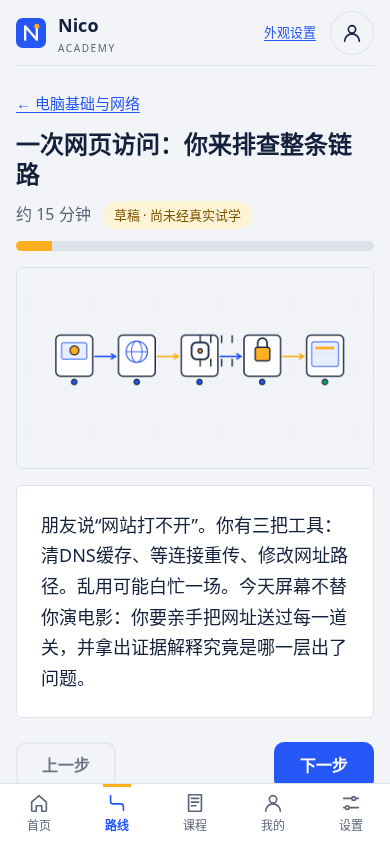 Nico
ACADEMY
外观设置
← 电脑基础与网络
一次网页访问：你来排查整条链
路
约 15 分钟
草稿 · 尚未经真实试学
朋友说“网站打不开”。你有三把工具：
清DNS缓存、等连接重传、修改网址路
径。乱用可能白忙一场。今天屏幕不替
你演电影：你要亲手把网址送过每一道
关，并拿出证据解释究竟是哪一层出了
问题。
上一步
下一步
首页
路线
课程
我的
设置